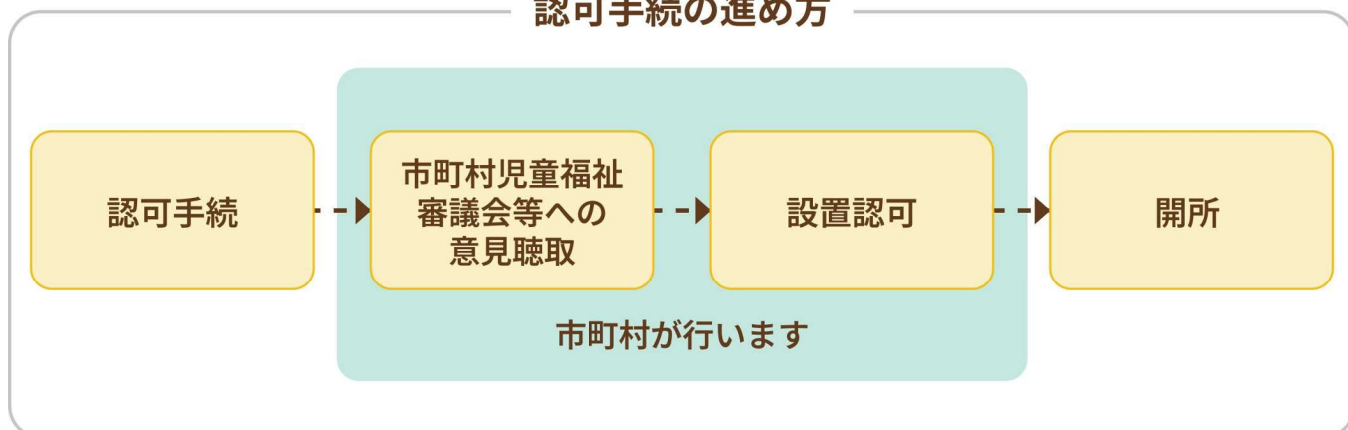 認可手続の進め方
認可手続
市町村児童福祉
審議会等への
意見聴取
設置認可
開所
市町村が行います